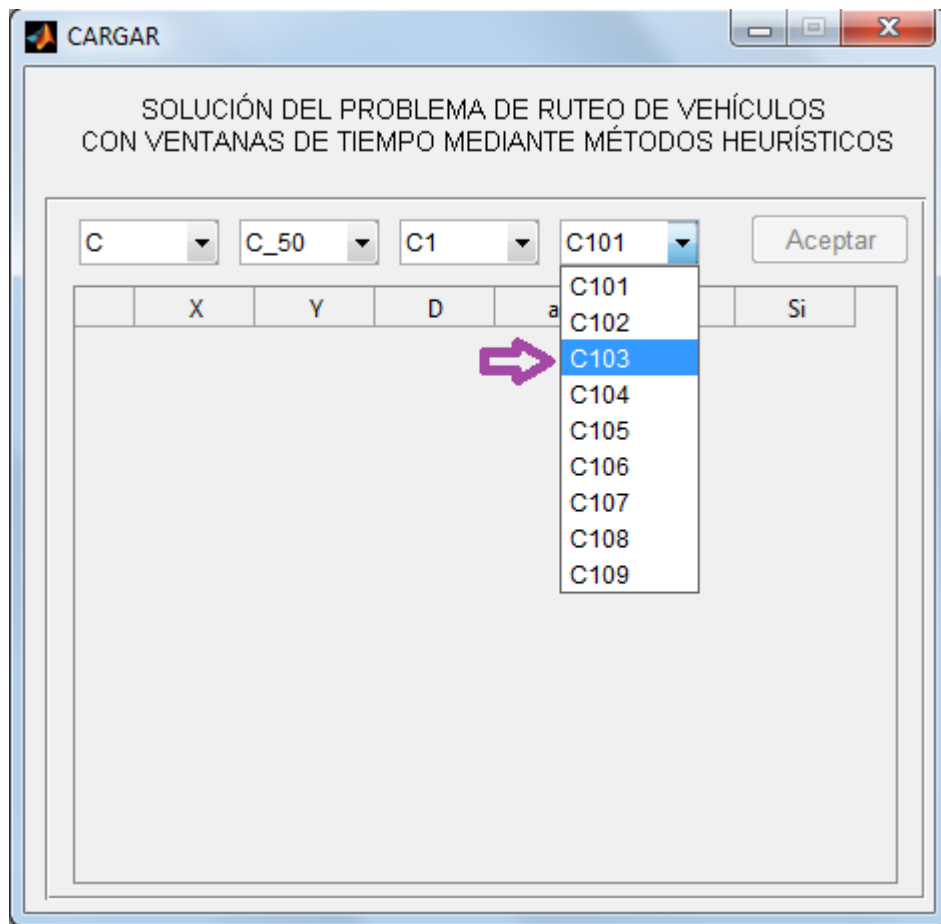 CARGAR
SOLUCIÓN DEL PROBLEMA DE RUTEO DE VEHÍCULOS
CON VENTANAS DE TIEMPO MEDIANTE MÉTODOS HEURÍSTICOS
C C_50 C1 C101 Aceptar
X Y D a Si
C101
C102
C103
C104
C105
C106
C107
C108
C109